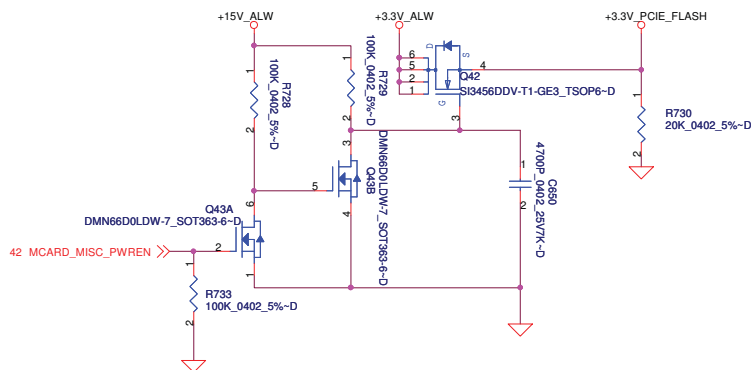 +15V_ALW
+3.3V_ALW
+3.3V_PCIE_FLASH
1
R728
100K_0402_5%~D
2
1
R729
100K_0402_5%~D
2
D
S
G
6
5
2
1
4
3
Q42
SI3456DDV-T1-GE3_TSOP6~D
1
R730
20K_0402_5%~D
2
3
5
4
Q43B
DMN66D0LDW-7_SOT363-6~D
1
C650
4700P_0402_25V7K~D
2
6
Q43A
DMN66D0LDW-7_SOT363-6~D
2
1
42 MCARD_MISC_PWREN
1
R733
100K_0402_5%~D
2